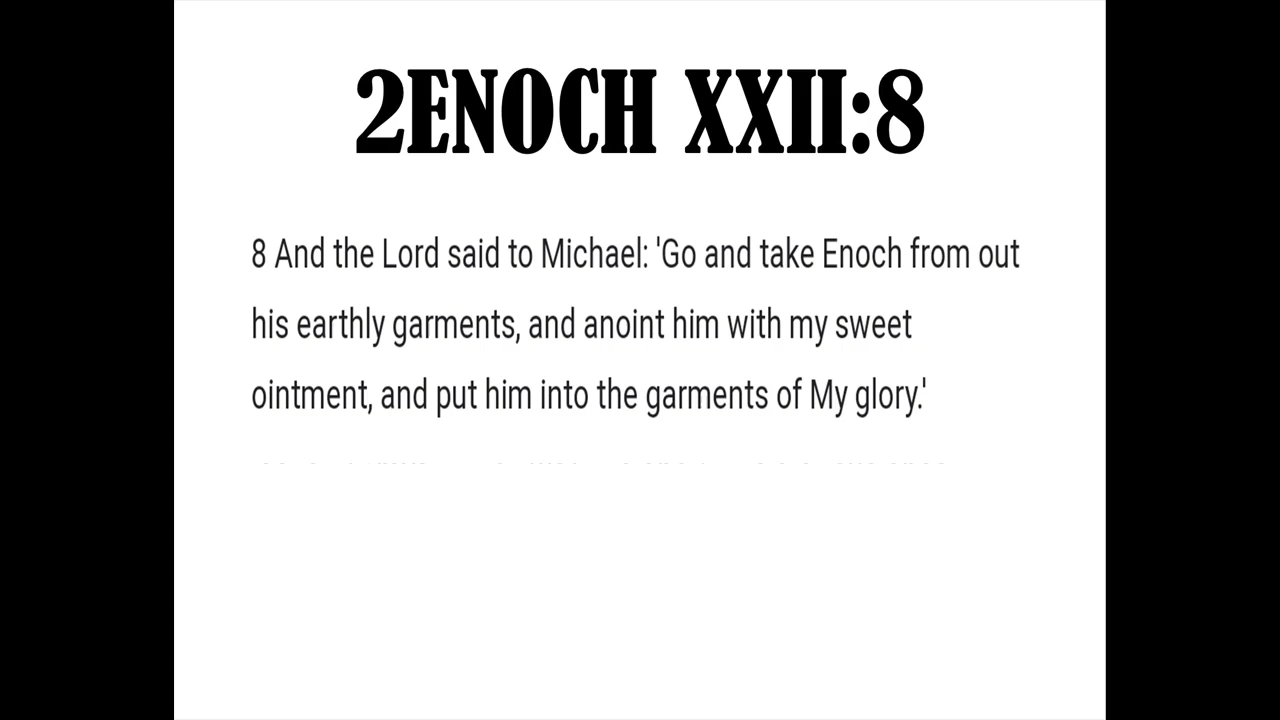 2ENOCH XXII:8
8 And the Lord said to Michael: 'Go and take Enoch from out
his earthly garments, and anoint him with my sweet
ointment, and put him into the garments of My glory.'